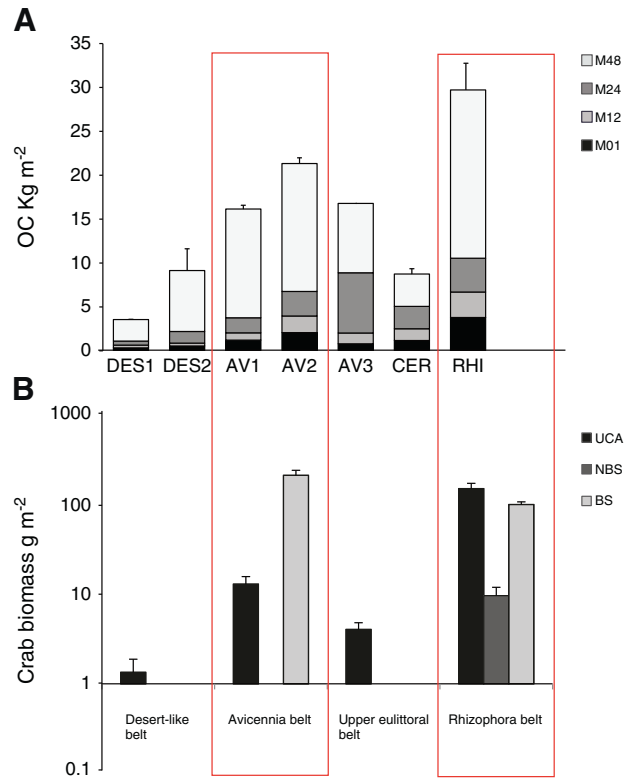 A
35
30
25
20
15
10
5
0
OC Kg m-2
M48
M24
M12
M01
DES1 DES2 AV1 AV2 AV3 CER RHI
B
1000
100
10
1
0.1
Crab biomass g m-2
UCA
NBS
BS
Desert-like
belt
Avicennia belt
Upper eulittoral
belt
Rhizophora belt